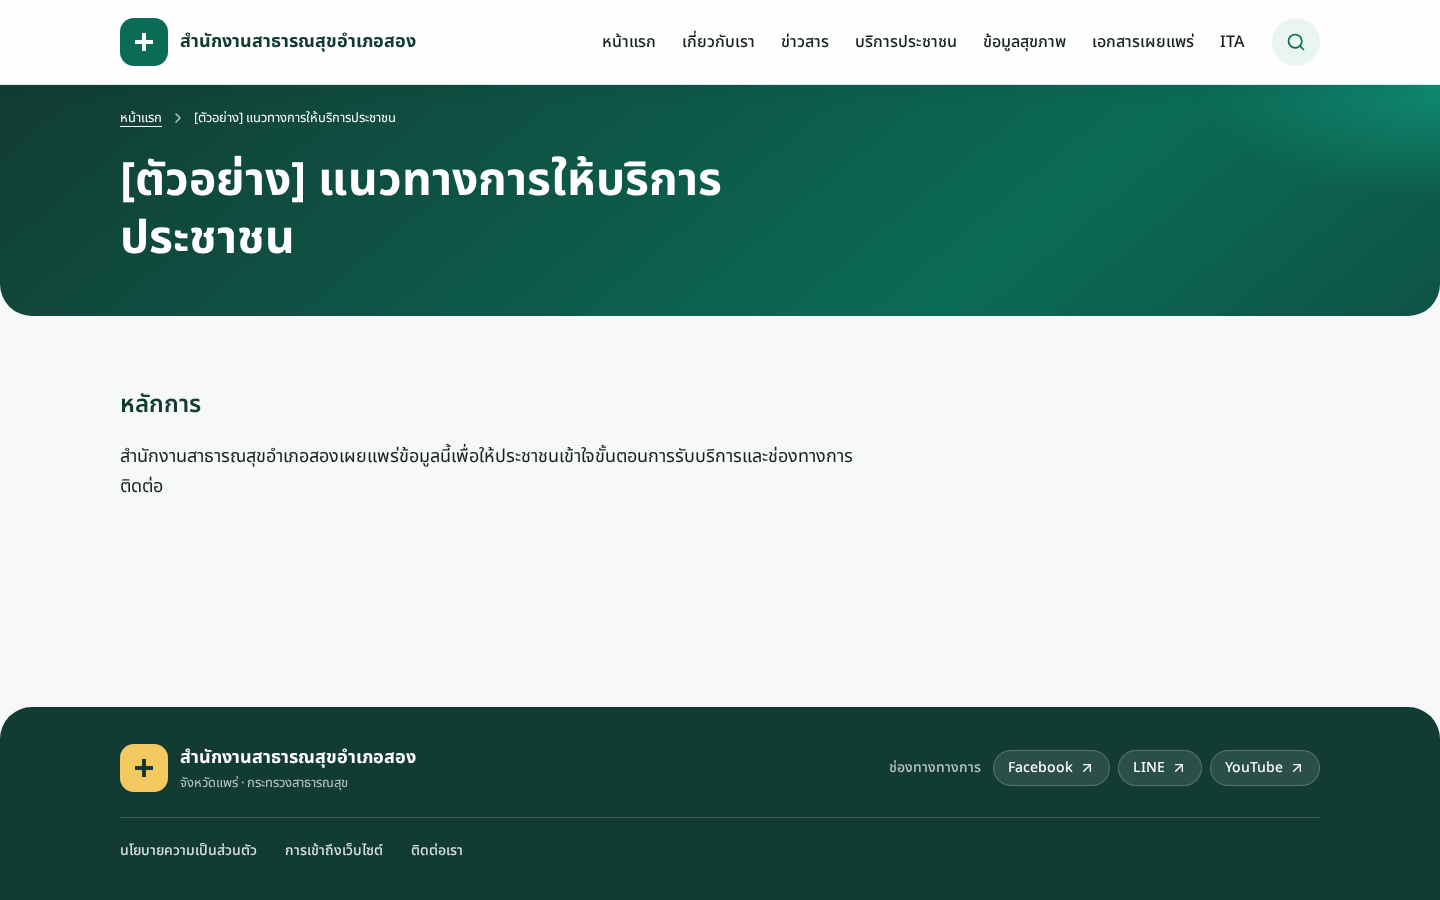 สำนักงานสาธารณสุขอำเภอสอง
หน้าแรก
เกี่ยวกับเรา
ข่าวสาร
บริการประชาชน
ข้อมูลสุขภาพ
เอกสารเผยแพร่
ITA
หน้าแรก
[ตัวอย่าง] แนวทางการให้บริการประชาชน
[ตัวอย่าง] แนวทางการให้บริการ
ประชาชน
หลักการ
สำนักงานสาธารณสุขอำเภอสองเผยแพร่ข้อมูลนี้เพื่อให้ประชาชนเข้าใจขั้นตอนการรับบริการและช่องทางการ
ติดต่อ
สำนักงานสาธารณสุขอำเภอสอง
จังหวัดแพร่ · กระทรวงสาธารณสุข
ช่องทางทางการ
Facebook
LINE
YouTube
นโยบายความเป็นส่วนตัว
การเข้าถึงเว็บไซต์
ติดต่อเรา